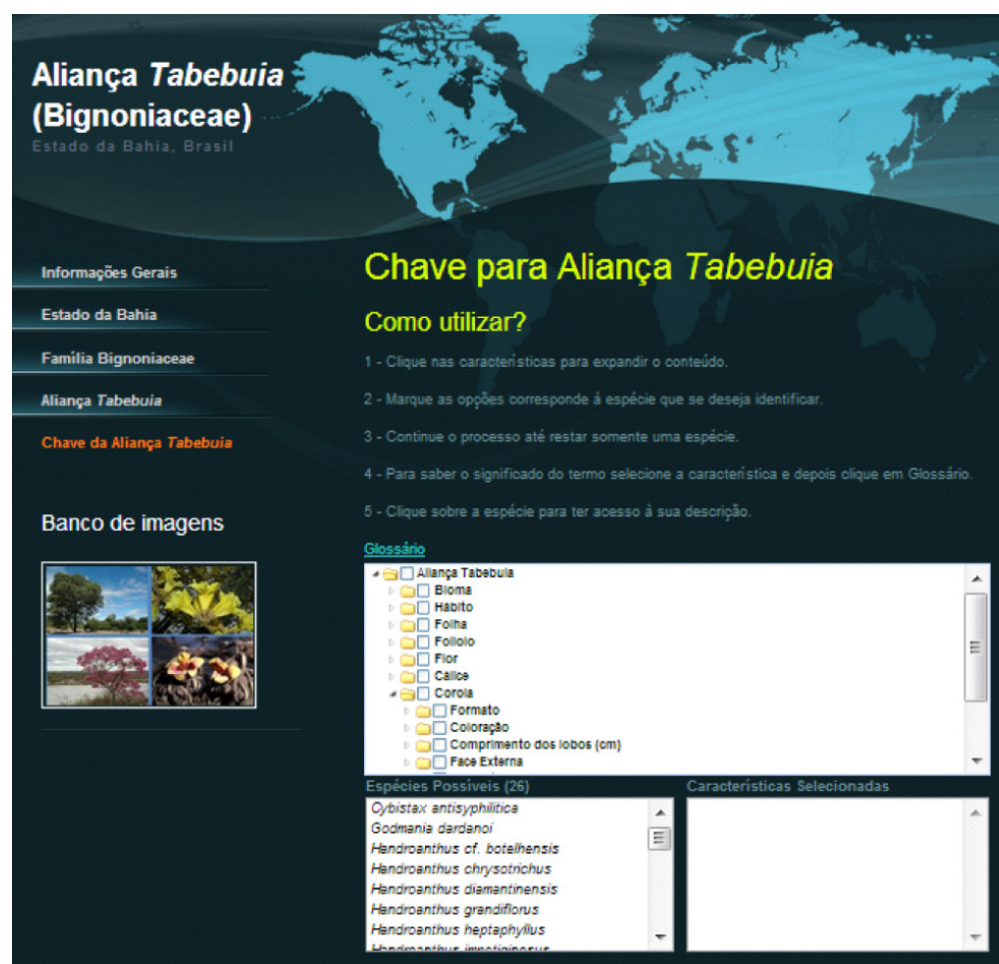 Aliança Tabebuia
(Bignoniaceae)
Estado da Bahia, Brasil
Informações Gerais
Estado da Bahia
Família Bignoniaceae
Aliança Tabebuia
Chave da Aliança Tabebuia
Banco de imagens
Chave para Aliança Tabebuia
Como utilizar?
1 - Clique nas características para expandir o conteúdo.
2 - Marque as opções corresponde à espécie que se deseja identificar.
3 - Continue o processo até restar somente uma espécie.
4 - Para saber o significado do termo selecione a característica e depois clique em Glossário.
5 - Clique sobre a espécie para ter acesso à sua descrição.
Glossário
Aliança Tabebuia
Bioma
Hábito
Folha
Folíolo
Flor
Cálice
Corola
Formato
Coloração
Comprimento dos lobos (cm)
Face Externa
Espécies Possíveis (26)
Cybistax antisyphilitica
Godmania dardanoi
Handroanthus cf. botelhensis
Handroanthus chrysotrichus
Handroanthus diamantinensis
Handroanthus grandiflorus
Handroanthus heptaphyllus
Handroanthus impetiginosus
Características Selecionadas